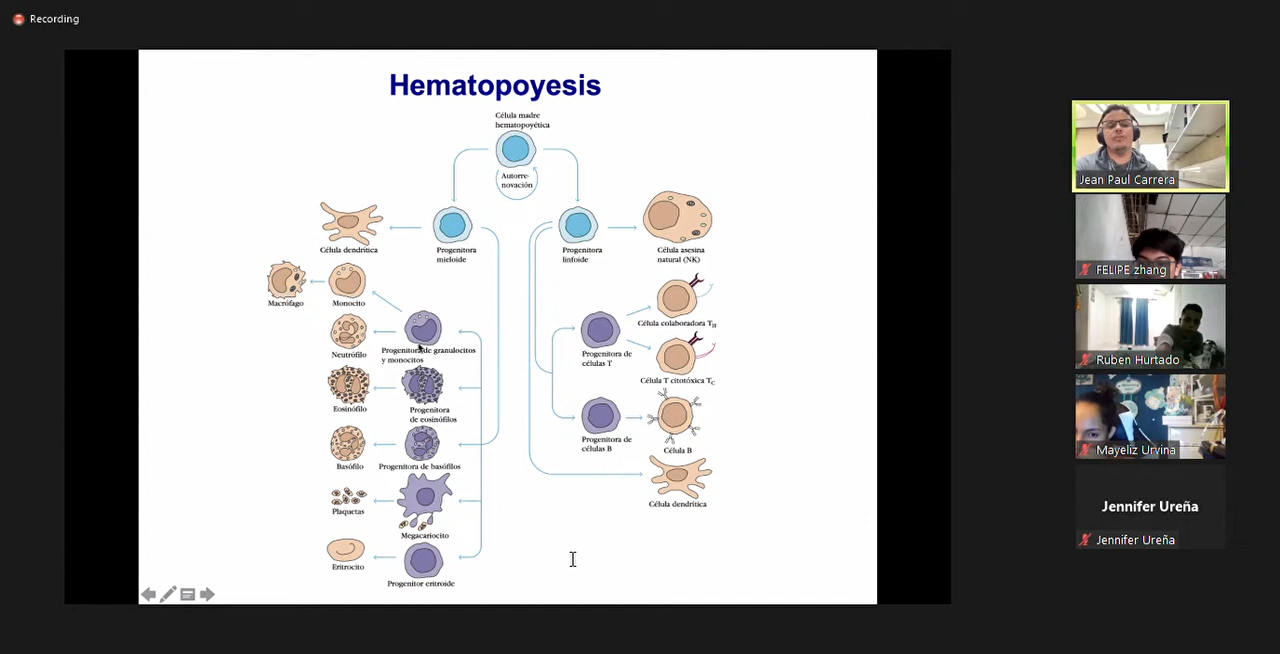 Recording
Hematopoyesis
Célula madre
hematopoyética
Autorre-
novación
Célula dendrítica
Progenitora
mieloide
Progenitora
linfoide
Célula asesina
natural (NK)
Macrófago
Monocito
Célula colaboradora TH
Neutrófilo
Progenitora de granulocitos
y monocitos
Progenitora de
células T
Célula T citotóxica TC
Eosinófilo
Progenitora
de eosinófilos
Progenitora de
células B
Célula B
Basófilo
Progenitora de basófilos
Célula dendrítica
Plaquetas
Megacariocito
Eritrocito
Progenitor eritroide
Jean Paul Carrera
FELIPE zhang
Ruben Hurtado
Mayeliz Urvina
Jennifer Ureña
Jennifer Ureña